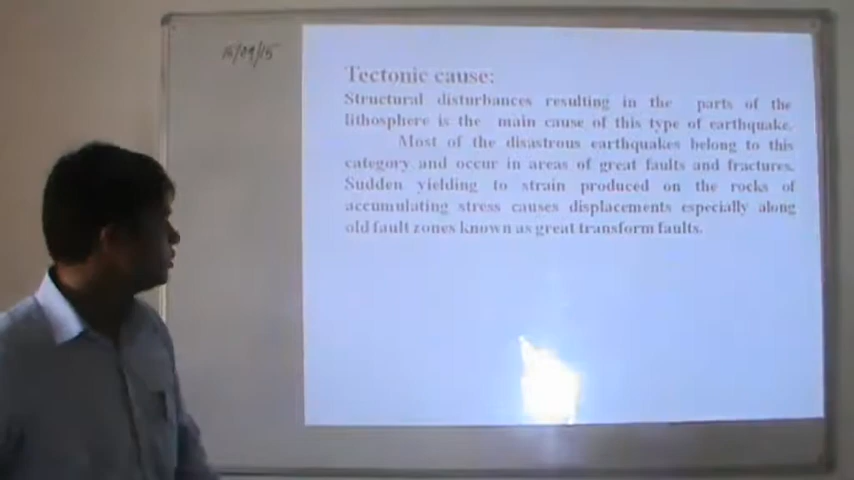 15/09/15
Tectonic cause:
Structural disturbances resulting in the parts of the
lithosphere is the main cause of this type of earthquake.
Most of the disastrous earthquakes belong to this
category and occur in areas of great faults and fractures.
Sudden yielding to strain produced on the rocks of
accumulating stress causes displacements especially along
old fault zones known as great transform faults.